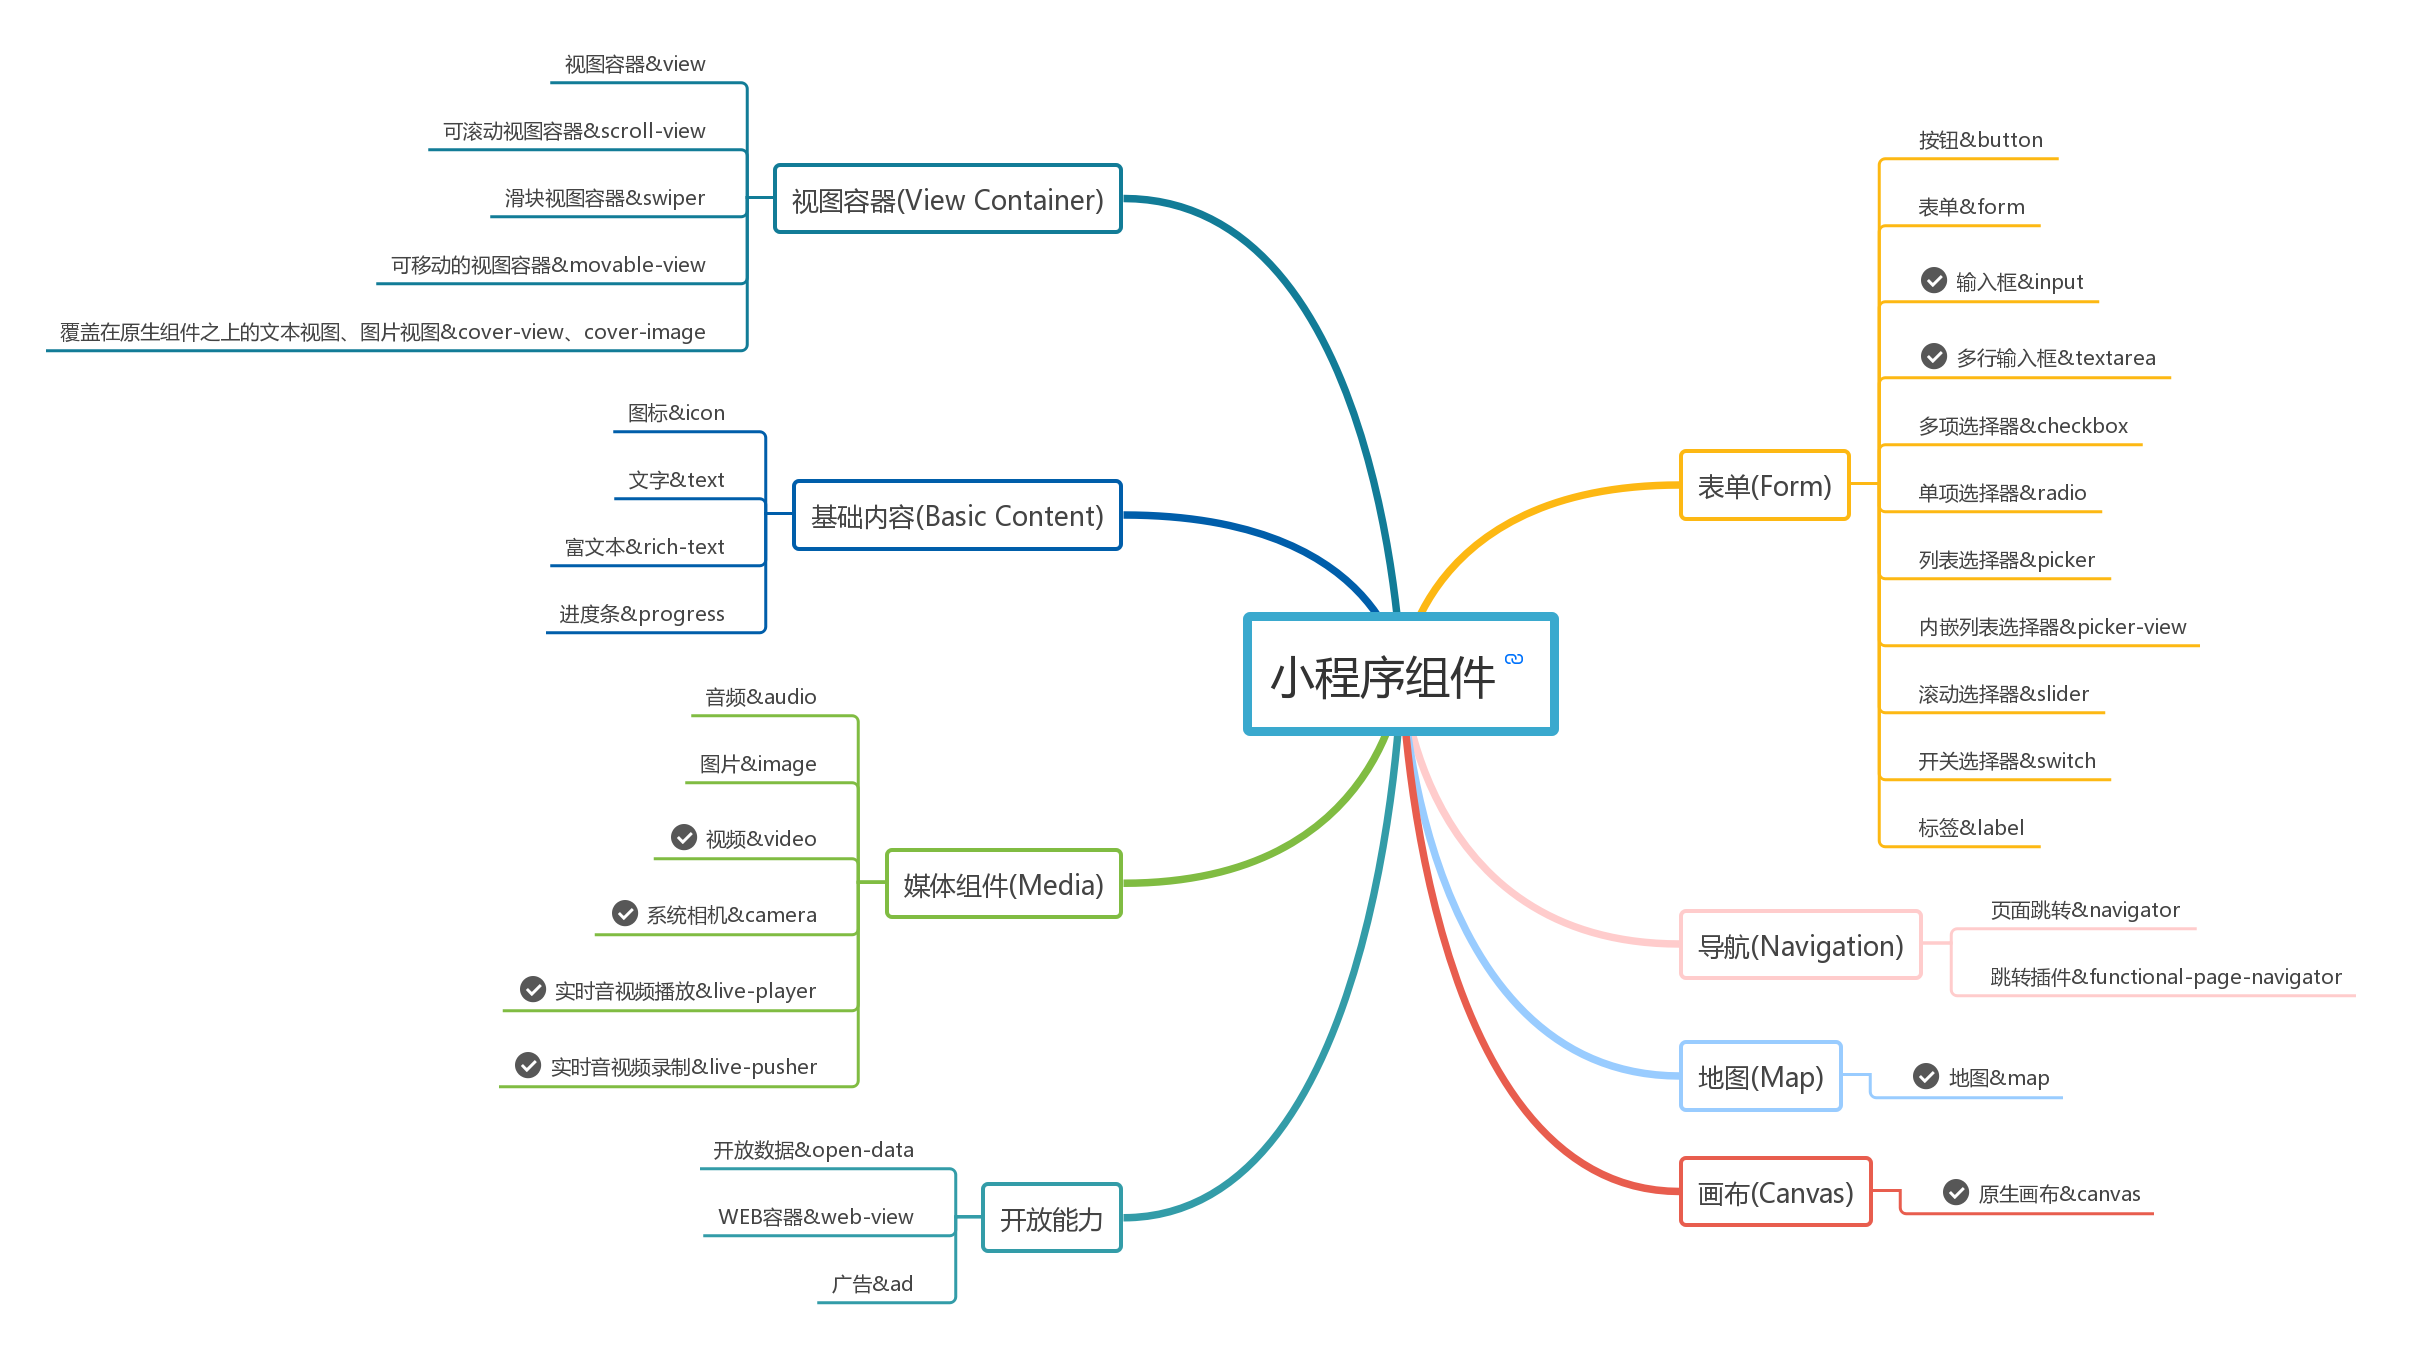 视图容器&view
可滚动视图容器&scroll-view
滑块视图容器&swiper
可移动的视图容器&movable-view
覆盖在原生组件之上的文本视图、图片视图&cover-view、cover-image
视图容器(View Container)
图标&icon
文字&text
富文本&rich-text
进度条&progress
基础内容(Basic Content)
音频&audio
图片&image
视频&video
系统相机&camera
实时音视频播放&live-player
实时音视频录制&live-pusher
媒体组件(Media)
开放数据&open-data
WEB容器&web-view
广告&ad
开放能力
小程序组件
表单(Form)
按钮&button
表单&form
输入框&input
多行输入框&textarea
多项选择器&checkbox
单项选择器&radio
列表选择器&picker
内嵌列表选择器&picker-view
滚动选择器&slider
开关选择器&switch
标签&label
导航(Navigation)
页面跳转&navigator
跳转插件&functional-page-navigator
地图(Map)
地图&map
画布(Canvas)
原生画布&canvas